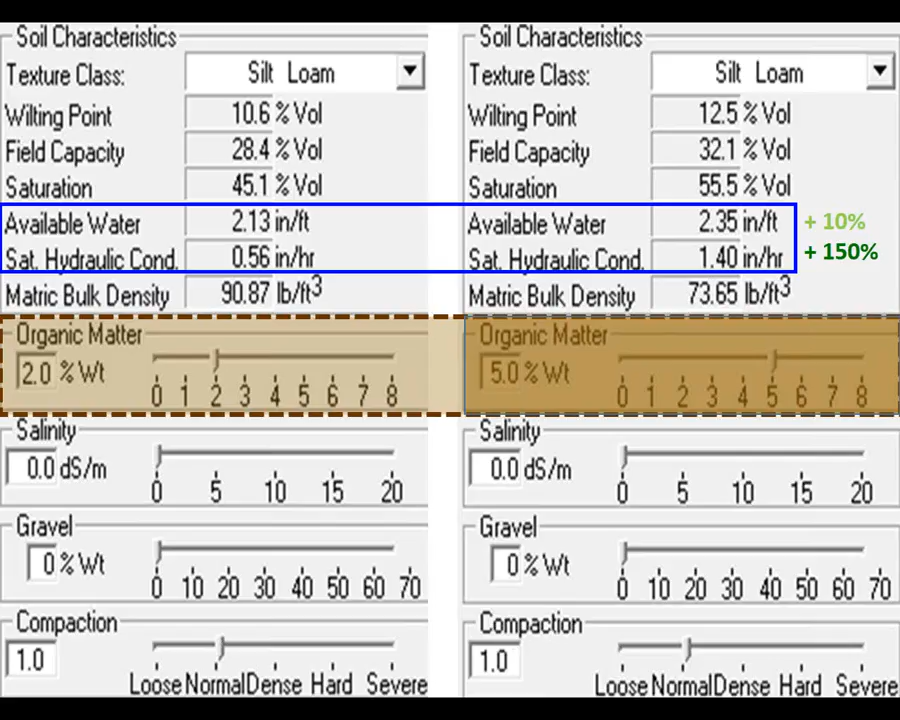 Soil Characteristics
Texture Class: Silt Loam
Wilting Point 10.6 % Vol
Field Capacity 28.4 % Vol
Saturation 45.1 % Vol
Available Water 2.13 in/ft
Sat. Hydraulic Cond. 0.56 in/hr
Matric Bulk Density 90.87 lb/ft3
Organic Matter
2.0 % Wt
0 1 2 3 4 5 6 7 8
Salinity
0.0 dS/m
0 5 10 15 20
Gravel
0 % Wt
0 10 20 30 40 50 60 70
Compaction
1.0
Loose Normal Dense Hard Severe
Soil Characteristics
Texture Class: Silt Loam
Wilting Point 12.5 % Vol
Field Capacity 32.1 % Vol
Saturation 55.5 % Vol
Available Water 2.35 in/ft + 10%
Sat. Hydraulic Cond. 1.40 in/hr + 150%
Matric Bulk Density 73.65 lb/ft3
Organic Matter
5.0 % Wt
0 1 2 3 4 5 6 7 8
Salinity
0.0 dS/m
0 5 10 15 20
Gravel
0 % Wt
0 10 20 30 40 50 60 70
Compaction
1.0
Loose Normal Dense Hard Severe